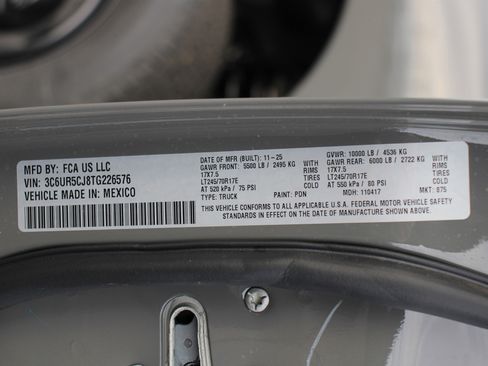 MFD BY: FCA US LLC
VIN: 3C6UR5CJ8TG226576
VEHICLE MADE IN: MEXICO
DATE OF MFR (BUILT): 11-25
GAWR FRONT: 5500 LB / 2495 KG
17X7.5 RIMS
LT245/70R17E TIRES
AT 520 kPa / 75 PSI COLD
TYPE: TRUCK PAINT: PDN
GVWR: 10000 LB / 4536 KG
GAWR REAR: 6000 LB / 2722 KG
17X7.5 RIMS
LT245/70R17E TIRES
AT 550 kPa / 80 PSI COLD
MDH: 110417 MKT: 875
THIS VEHICLE CONFORMS TO ALL APPLICABLE U.S.A. FEDERAL MOTOR VEHICLE SAFETY
STANDARDS IN EFFECT ON THE DATE OF MANUFACTURE SHOWN ABOVE.